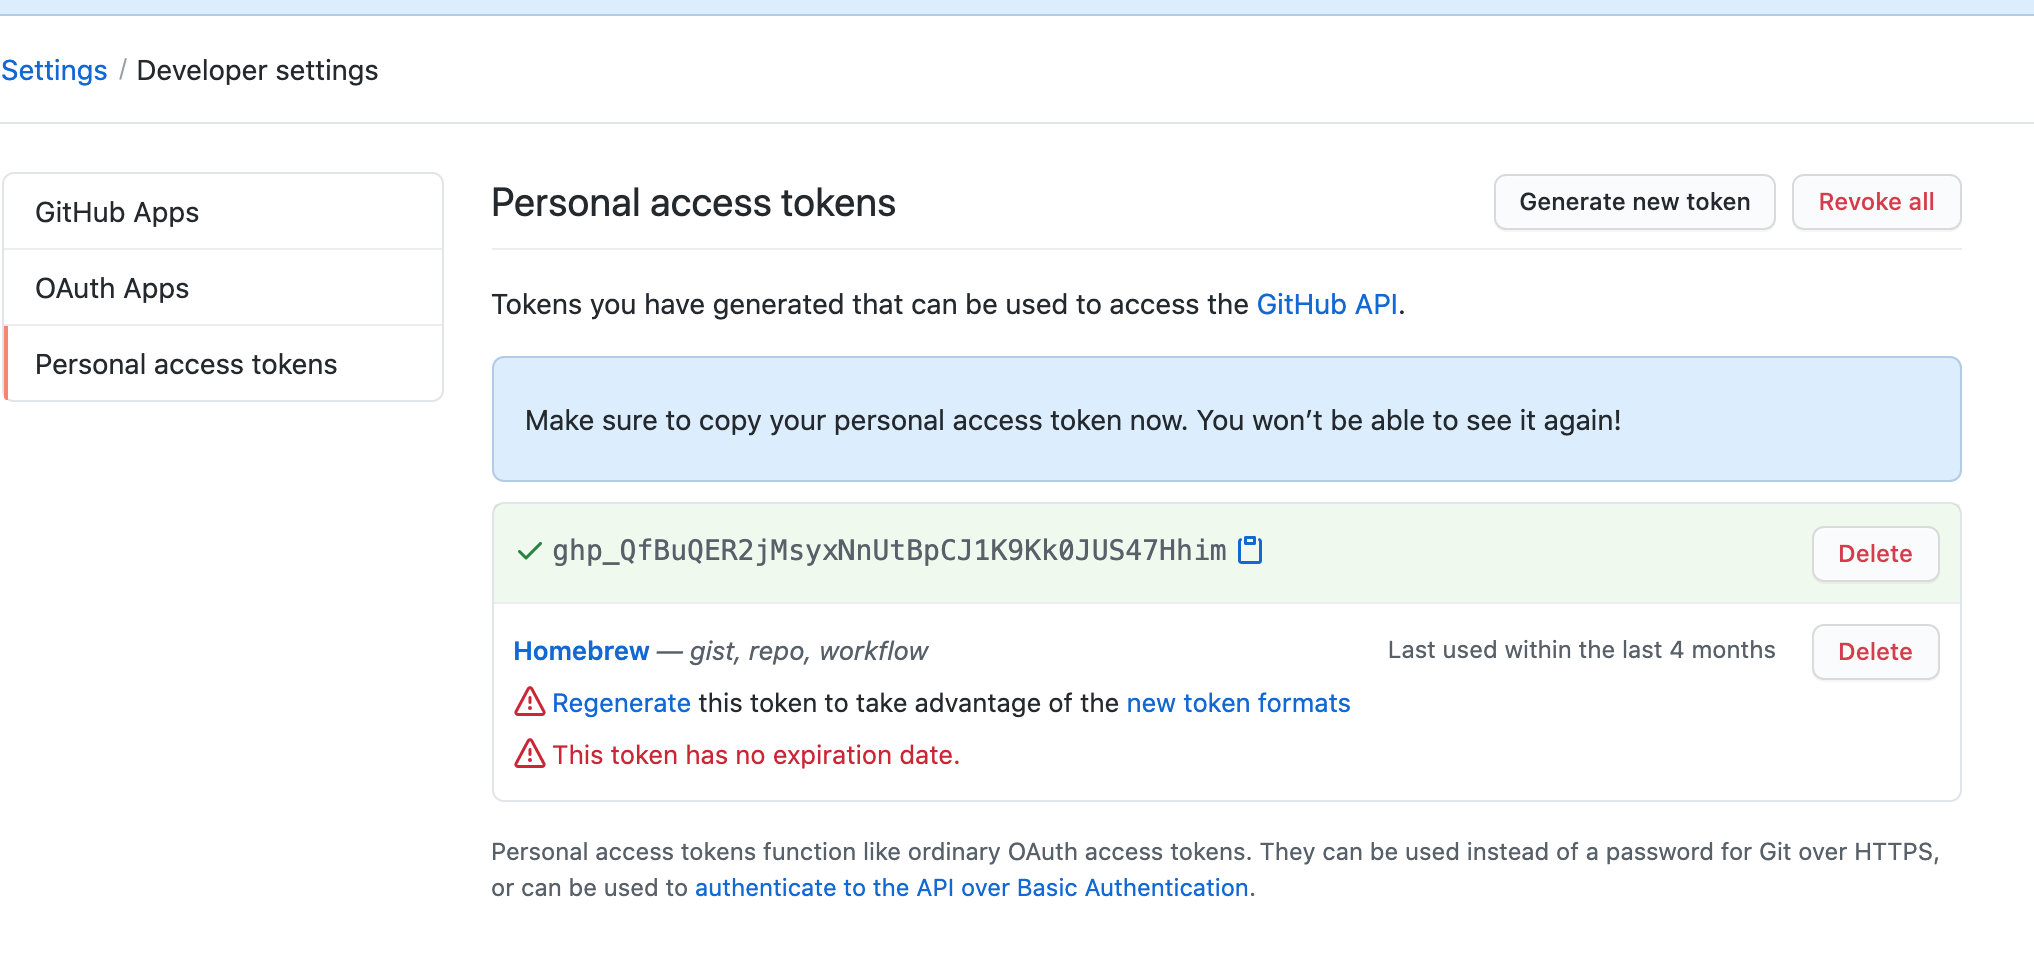 Settings / Developer settings
GitHub Apps
OAuth Apps
Personal access tokens
Personal access tokens
Generate new token
Revoke all
Tokens you have generated that can be used to access the GitHub API.
Make sure to copy your personal access token now. You won’t be able to see it again!
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
Delete
Homebrew — gist, repo, workflow
Last used within the last 4 months
Delete
Regenerate this token to take advantage of the new token formats
This token has no expiration date.
Personal access tokens function like ordinary OAuth access tokens. They can be used instead of a password for Git over HTTPS,
or can be used to authenticate to the API over Basic Authentication.